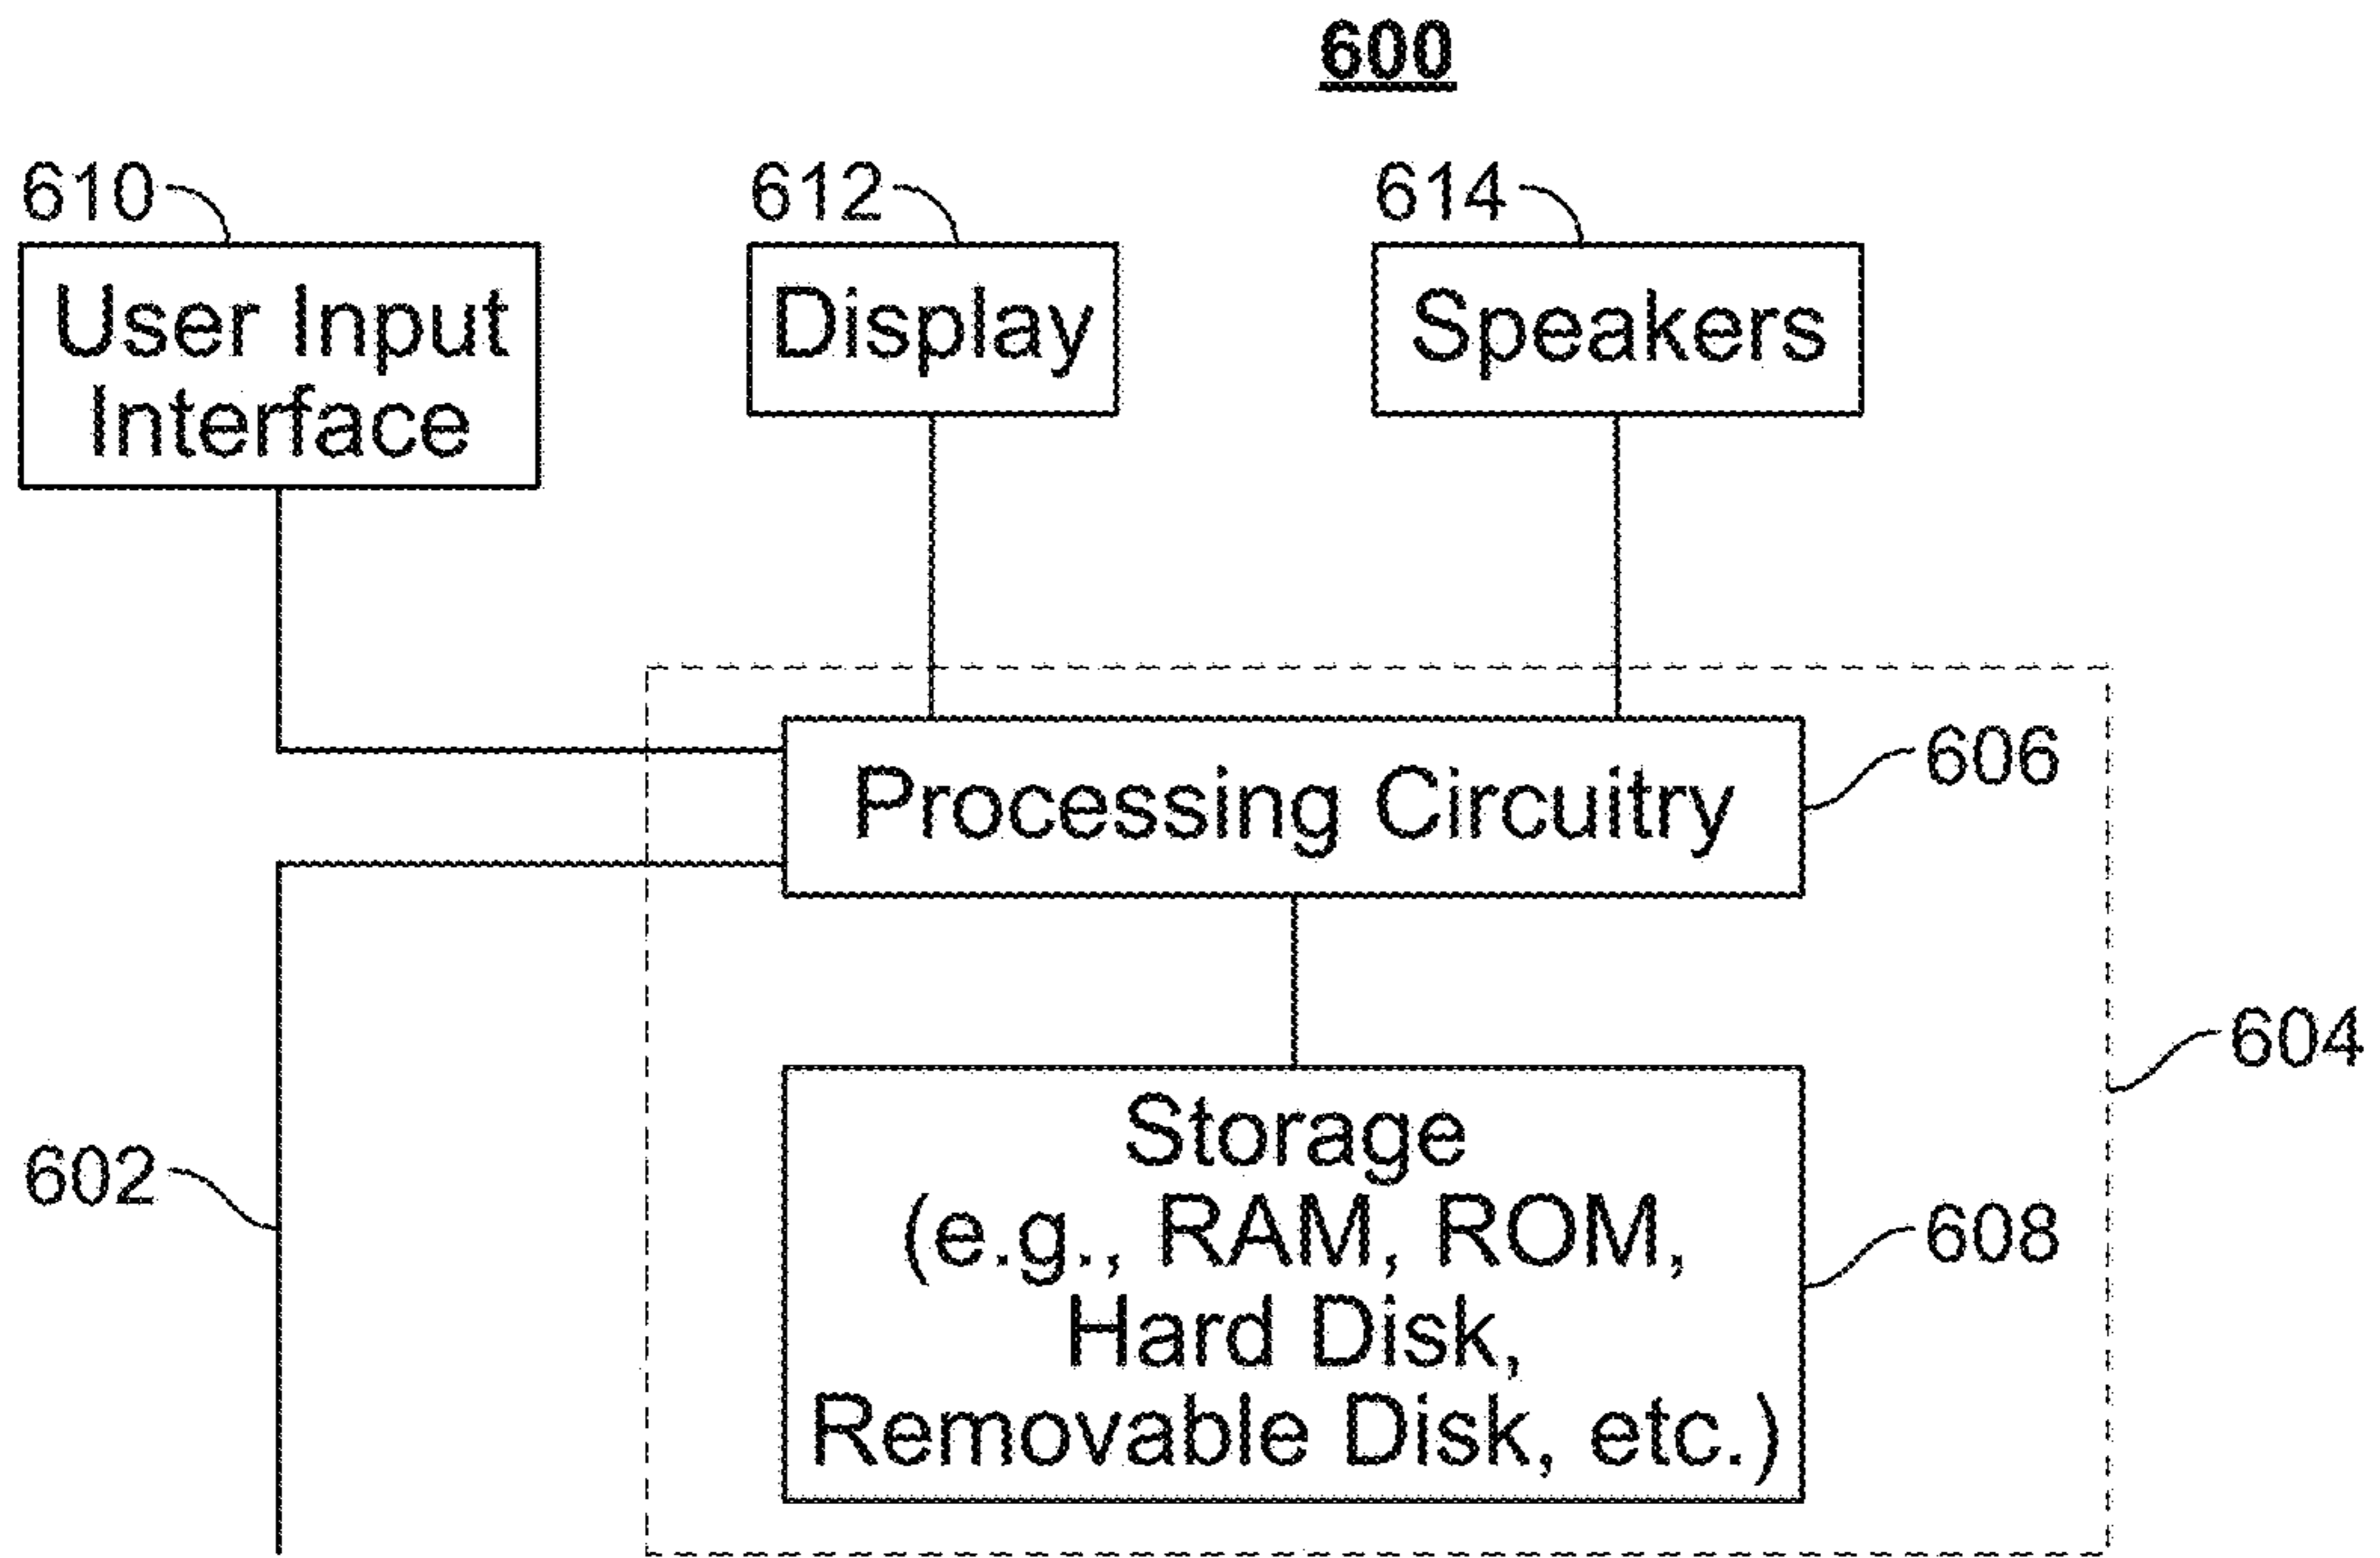 600
610
612
614
User Input
Interface
Display
Speakers
Processing Circuitry
606
604
602
Storage
(e.g., RAM, ROM,
Hard Disk,
Removable Disk, etc.)
608